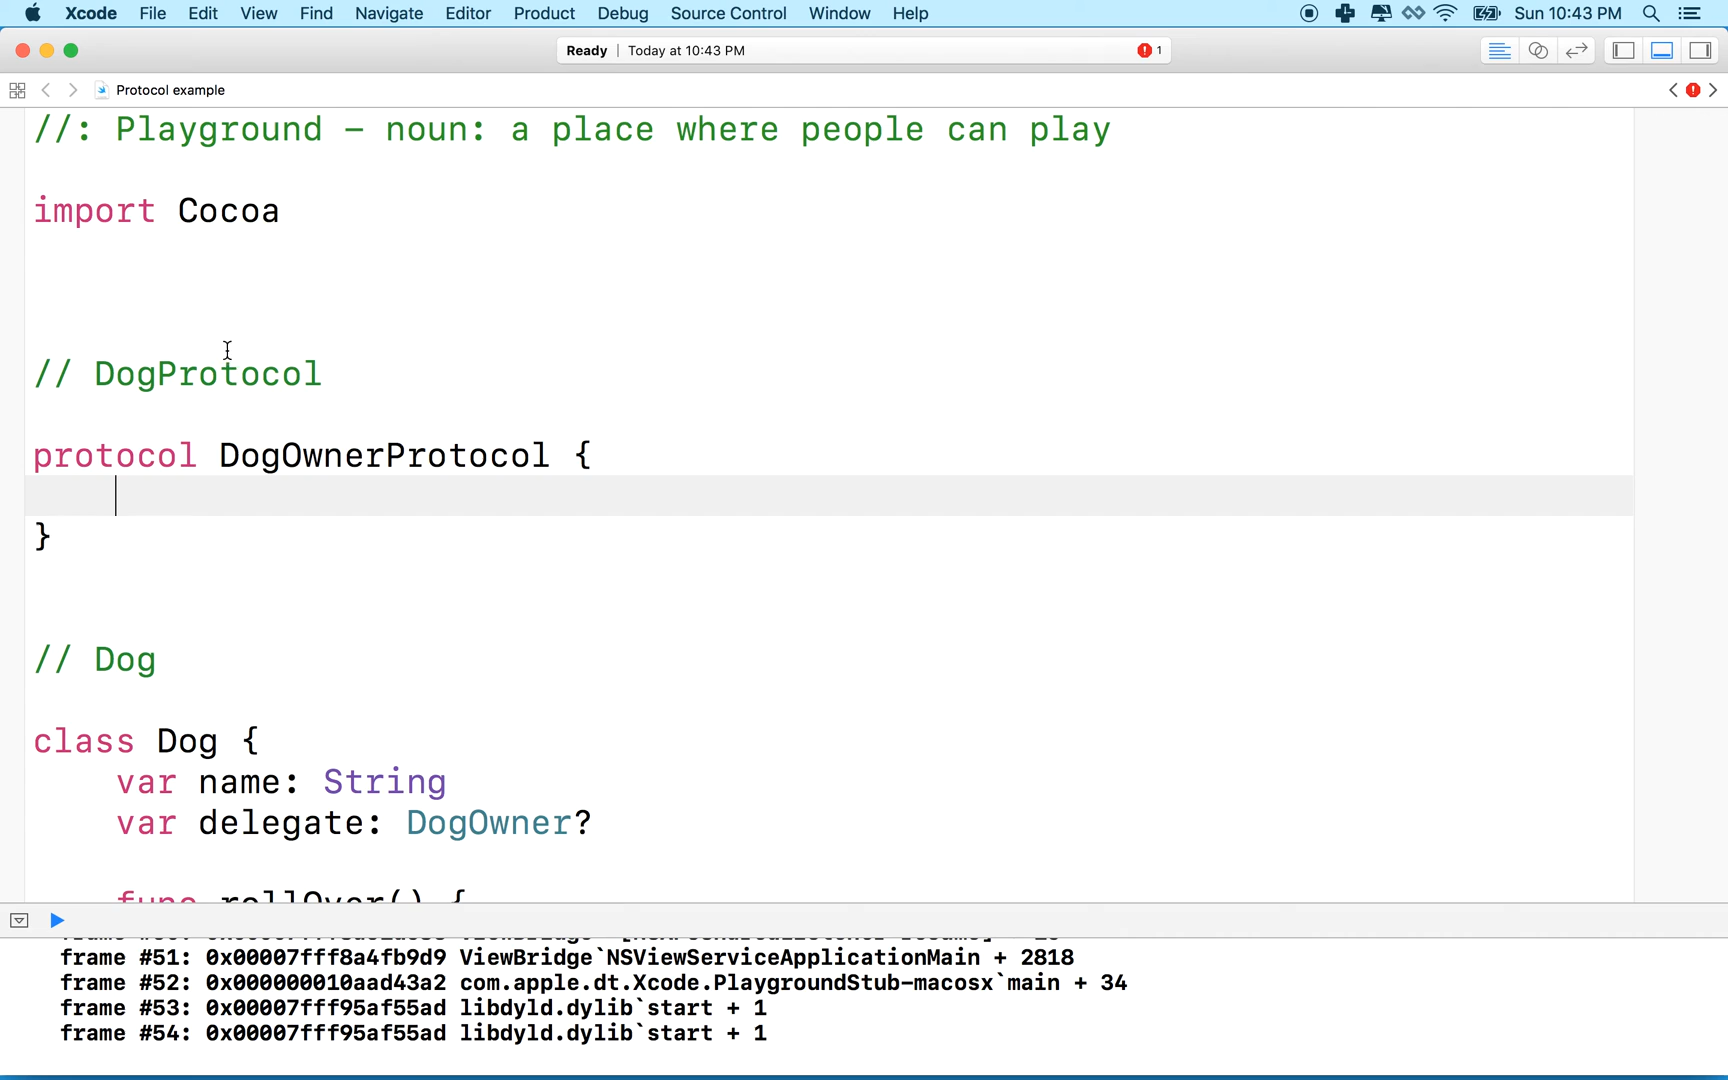 Xcode File Edit View Find Navigate Editor Product Debug Source Control Window Help Sun 10:43 PM
Ready | Today at 10:43 PM 1
Protocol example
//: Playground - noun: a place where people can play
import Cocoa
// DogProtocol
protocol DogOwnerProtocol {
}
// Dog
class Dog {
var name: String
var delegate: DogOwner?
func rollOver() {
frame #51: 0x00007fff8a4fb9d9 ViewBridge`NSViewServiceApplicationMain + 2818
frame #52: 0x000000010aad43a2 com.apple.dt.Xcode.PlaygroundStub-macosx`main + 34
frame #53: 0x00007fff95af55ad libdyld.dylib`start + 1
frame #54: 0x00007fff95af55ad libdyld.dylib`start + 1